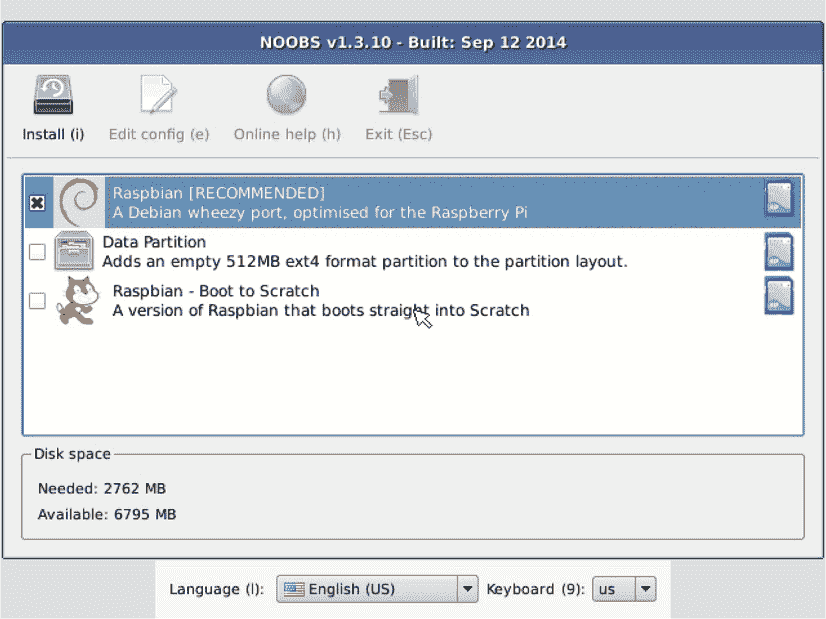 NOOBS v1.3.10 - Built: Sep 12 2014
Install (i) Edit config (e) Online help (h) Exit (Esc)
Raspbian [RECOMMENDED]
A Debian wheezy port, optimised for the Raspberry Pi
Data Partition
Adds an empty 512MB ext4 format partition to the partition layout.
Raspbian - Boot to Scratch
A version of Raspbian that boots straight into Scratch
Disk space
Needed: 2762 MB
Available: 6795 MB
Language (l): English (US) Keyboard (9): us